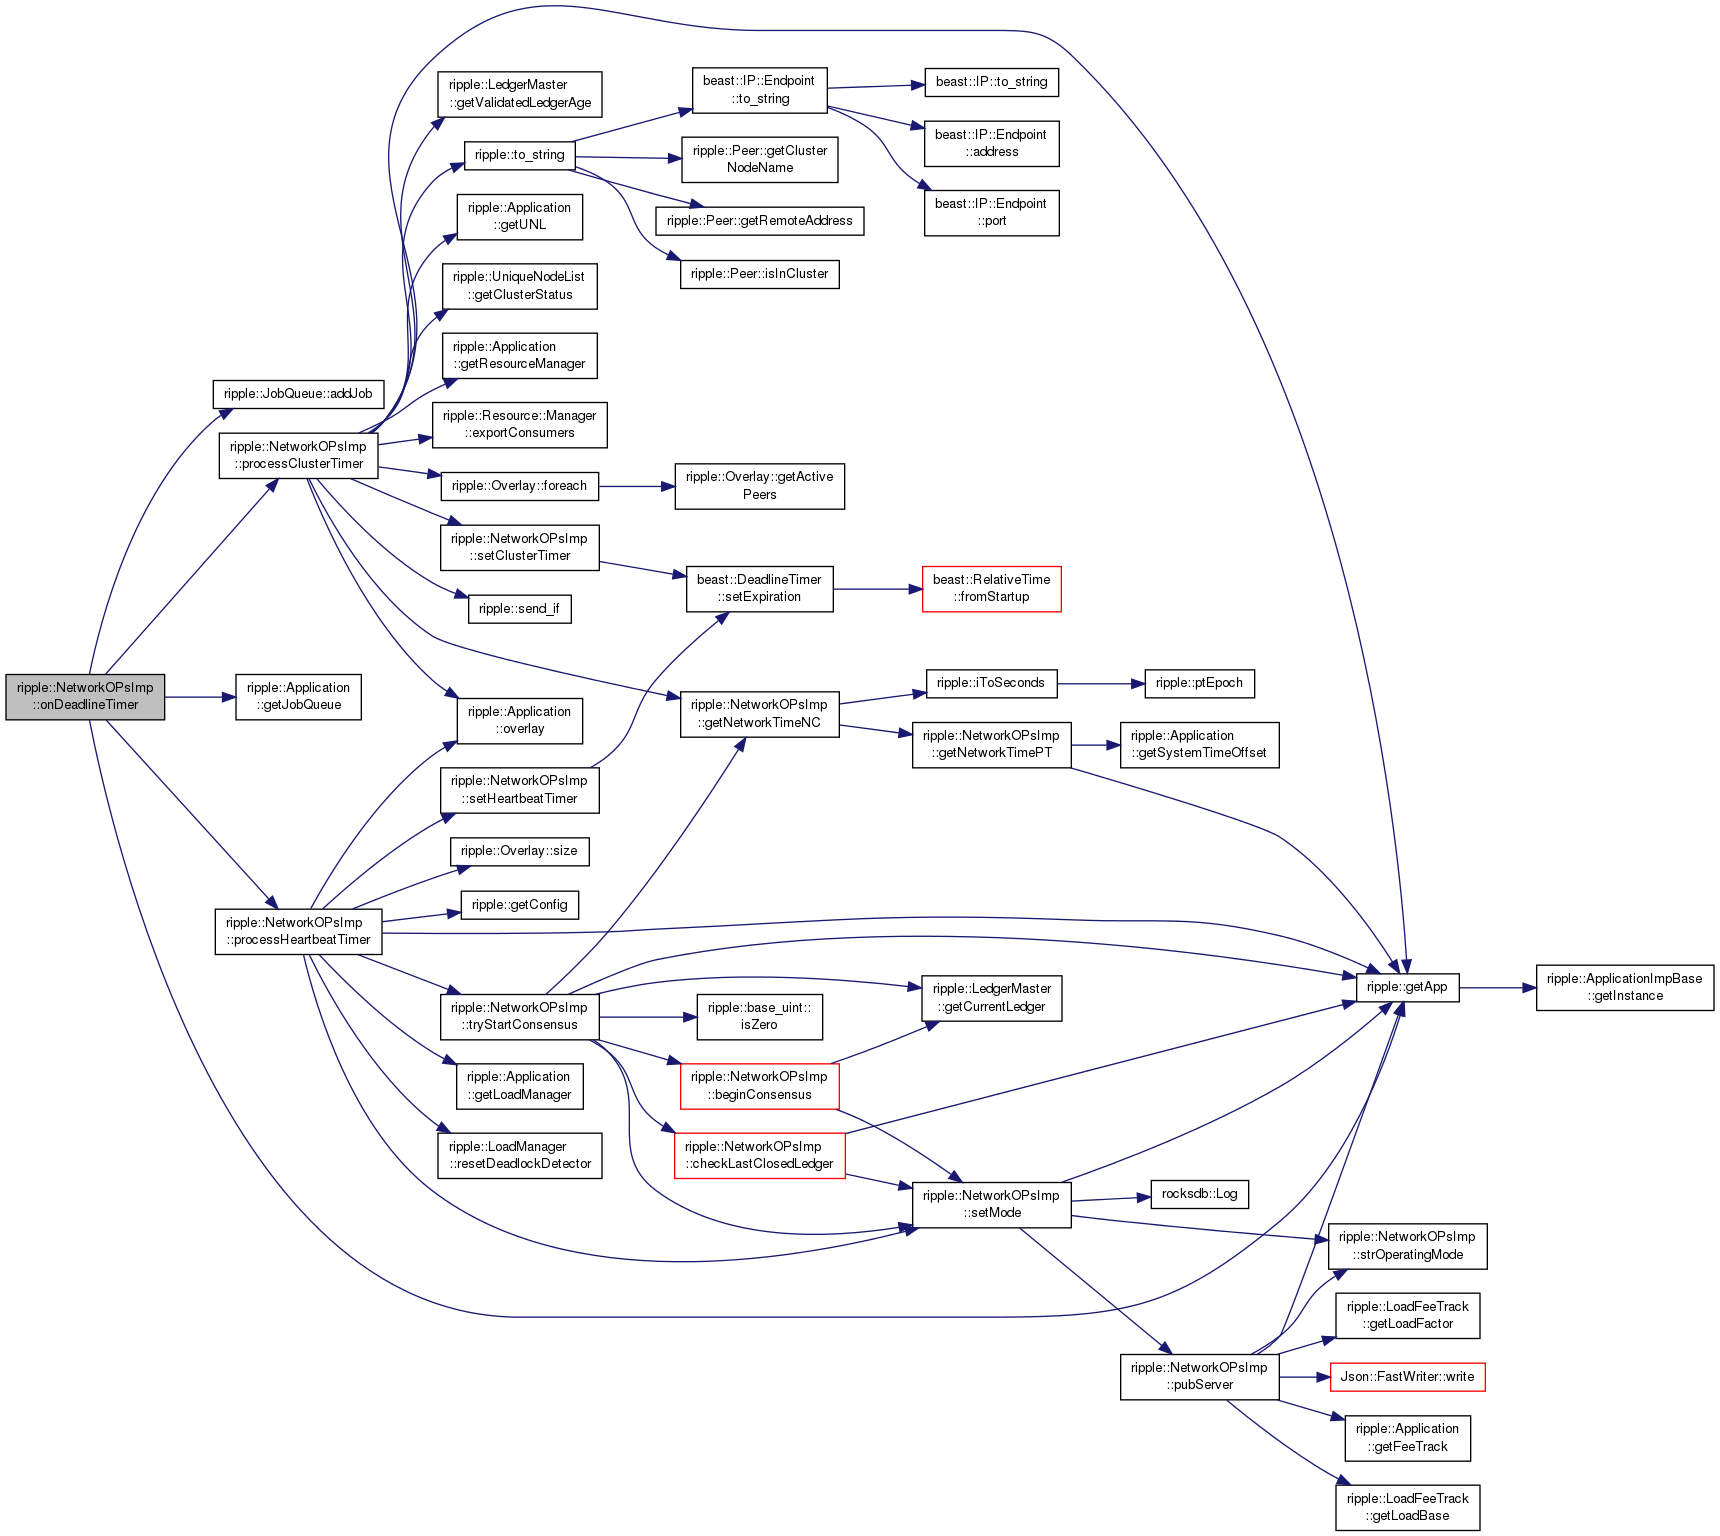 ripple::NetworkOPsImp
::onDeadlineTimer
ripple::JobQueue::addJob
ripple::NetworkOPsImp
::processClusterTimer
ripple::Application
::getJobQueue
ripple::NetworkOPsImp
::processHeartbeatTimer
ripple::LedgerMaster
::getValidatedLedgerAge
ripple::to_string
ripple::Application
::getUNL
ripple::UniqueNodeList
::getClusterStatus
ripple::Application
::getResourceManager
ripple::Resource::Manager
::exportConsumers
ripple::Overlay::foreach
ripple::NetworkOPsImp
::setClusterTimer
ripple::send_if
ripple::Application
::overlay
ripple::NetworkOPsImp
::setHeartbeatTimer
ripple::Overlay::size
ripple::getConfig
ripple::NetworkOPsImp
::tryStartConsensus
ripple::Application
::getLoadManager
ripple::LoadManager
::resetDeadlockDetector
beast::IP::Endpoint
::to_string
ripple::Peer::getCluster
NodeName
ripple::Peer::getRemoteAddress
ripple::Peer::isInCluster
ripple::Overlay::getActive
Peers
beast::DeadlineTimer
::setExpiration
ripple::NetworkOPsImp
::getNetworkTimeNC
ripple::base_uint::
isZero
ripple::NetworkOPsImp
::beginConsensus
ripple::NetworkOPsImp
::checkLastClosedLedger
beast::IP::to_string
beast::IP::Endpoint
::address
beast::IP::Endpoint
::port
beast::RelativeTime
::fromStartup
ripple::iToSeconds
ripple::NetworkOPsImp
::getNetworkTimePT
ripple::LedgerMaster
::getCurrentLedger
ripple::NetworkOPsImp
::setMode
ripple::ptEpoch
ripple::Application
::getSystemTimeOffset
rocksdb::Log
ripple::NetworkOPsImp
::pubServer
ripple::getApp
ripple::NetworkOPsImp
::strOperatingMode
ripple::LoadFeeTrack
::getLoadFactor
Json::FastWriter::write
ripple::Application
::getFeeTrack
ripple::LoadFeeTrack
::getLoadBase
ripple::ApplicationImpBase
::getInstance